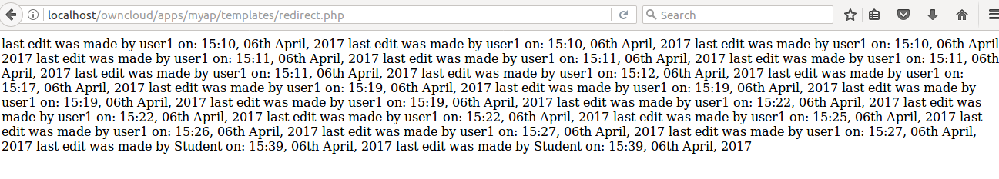 localhost/owncloud/apps/myap/templates/redirect.php
Search
last edit was made by user1 on: 15:10, 06th April, 2017 last edit was made by user1 on: 15:10, 06th April, 2017 last edit was made by user1 on: 15:10, 06th April,
2017 last edit was made by user1 on: 15:11, 06th April, 2017 last edit was made by user1 on: 15:11, 06th April, 2017 last edit was made by user1 on: 15:11, 06th
April, 2017 last edit was made by user1 on: 15:12, 06th April, 2017 last edit was made by user1 on:
15:17, 06th April, 2017 last edit was made by user1 on: 15:19, 06th April, 2017 last edit was made by user1 on: 15:19, 06th April, 2017 last edit was made by
user1 on: 15:19, 06th April, 2017 last edit was made by user1 on: 15:19, 06th April, 2017 last edit was made by user1 on: 15:22, 06th April, 2017 last edit was
made by user1 on: 15:22, 06th April, 2017 last edit was made by user1 on: 15:22, 06th April, 2017 last edit was made by user1 on: 15:25, 06th April, 2017 last
edit was made by user1 on: 15:26, 06th April, 2017 last edit was made by user1 on: 15:27, 06th April, 2017 last edit was made by user1 on: 15:27, 06th April,
2017 last edit was made by Student on: 15:39, 06th April, 2017 last edit was made by Student on: 15:39, 06th April, 2017